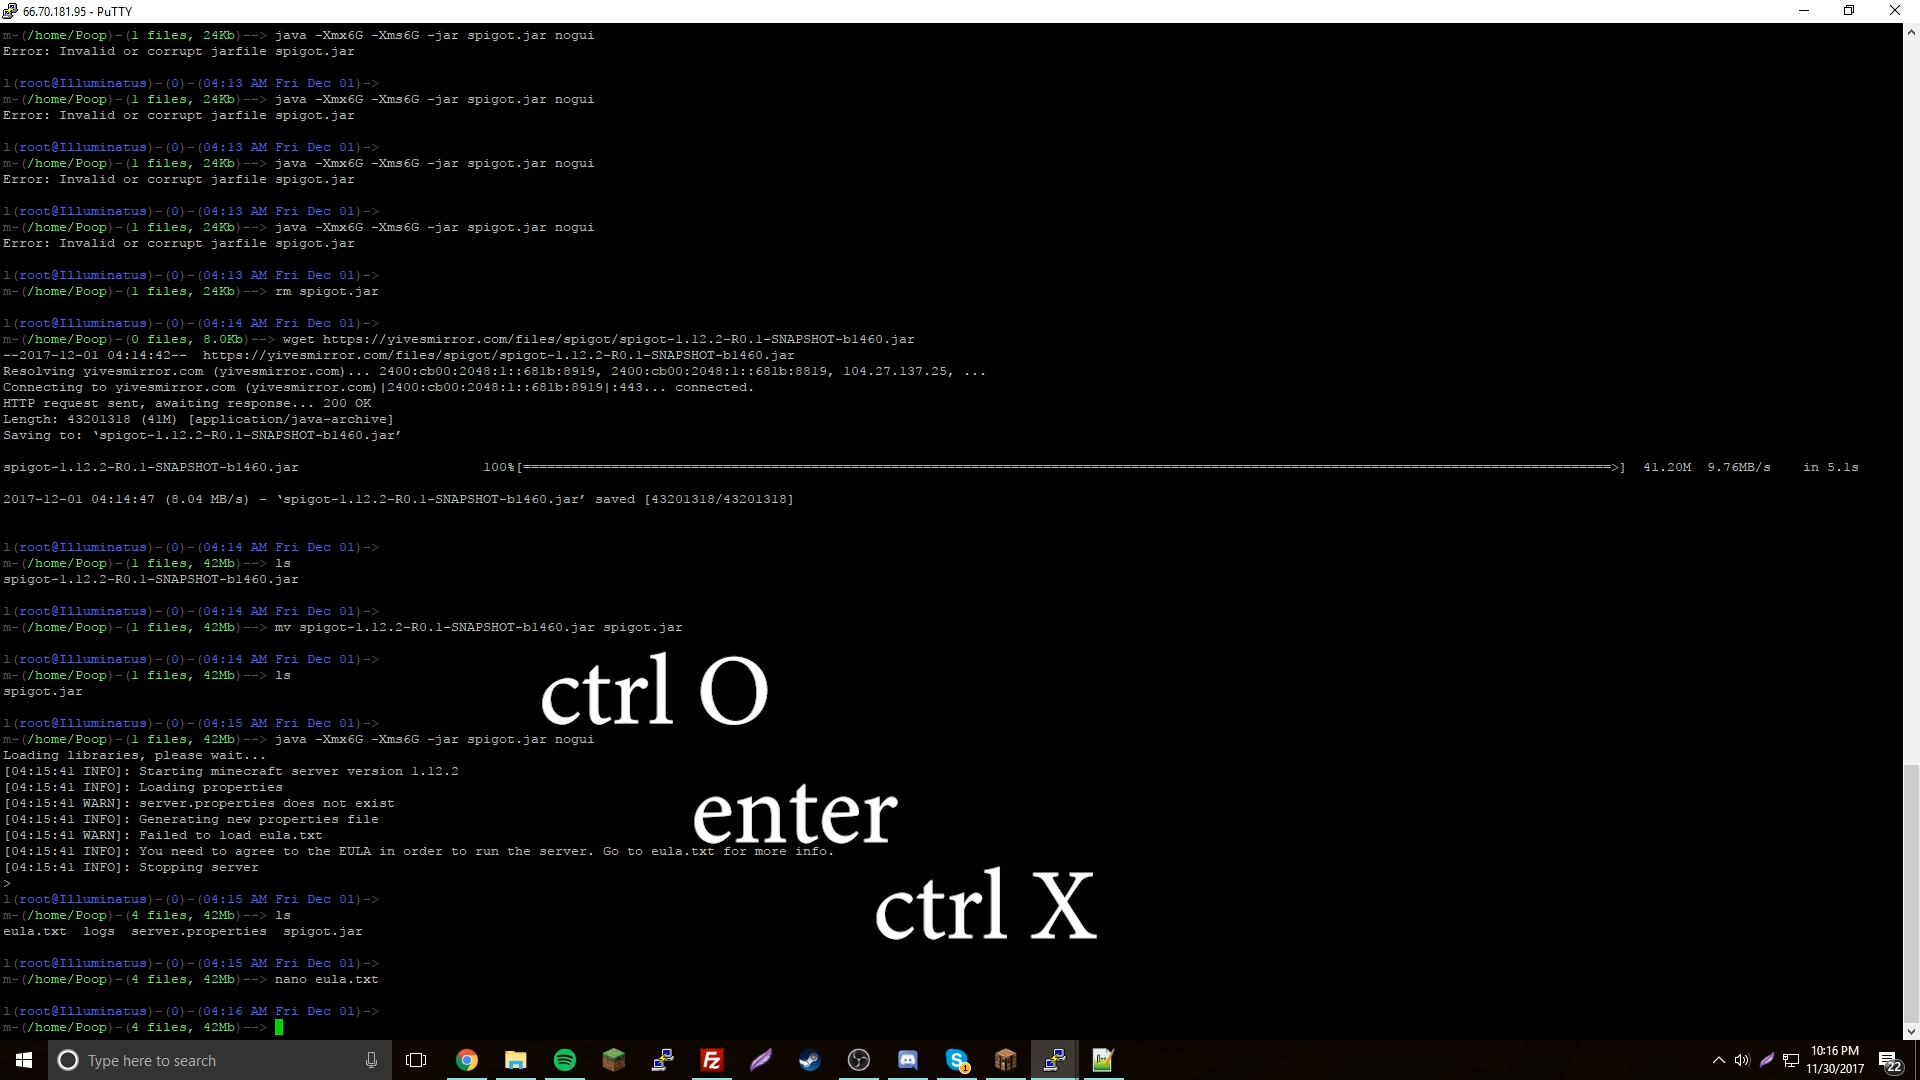 66.70.181.95 - PuTTY
m-(/home/Poop)-(1 files, 24Kb)--> java -Xmx6G -Xms6G -jar spigot.jar nogui
Error: Invalid or corrupt jarfile spigot.jar
l(root@Illuminatus)-(0)-(04:13 AM Fri Dec 01)->
m-(/home/Poop)-(1 files, 24Kb)--> java -Xmx6G -Xms6G -jar spigot.jar nogui
Error: Invalid or corrupt jarfile spigot.jar
l(root@Illuminatus)-(0)-(04:13 AM Fri Dec 01)->
m-(/home/Poop)-(1 files, 24Kb)--> java -Xmx6G -Xms6G -jar spigot.jar nogui
Error: Invalid or corrupt jarfile spigot.jar
l(root@Illuminatus)-(0)-(04:13 AM Fri Dec 01)->
m-(/home/Poop)-(1 files, 24Kb)--> java -Xmx6G -Xms6G -jar spigot.jar nogui
Error: Invalid or corrupt jarfile spigot.jar
l(root@Illuminatus)-(0)-(04:13 AM Fri Dec 01)->
m-(/home/Poop)-(1 files, 24Kb)--> rm spigot.jar
l(root@Illuminatus)-(0)-(04:14 AM Fri Dec 01)->
m-(/home/Poop)-(0 files, 8.0Kb)--> wget https://yivesmirror.com/files/spigot/spigot-1.12.2-R0.1-SNAPSHOT-b1460.jar
--2017-12-01 04:14:42-- https://yivesmirror.com/files/spigot/spigot-1.12.2-R0.1-SNAPSHOT-b1460.jar
Resolving yivesmirror.com (yivesmirror.com)... 2400:cb00:2048:1::681b:8919, 2400:cb00:2048:1::681b:8819, 104.27.137.25, ...
Connecting to yivesmirror.com (yivesmirror.com)|2400:cb00:2048:1::681b:8919|:443... connected.
HTTP request sent, awaiting response... 200 OK
Length: 43201318 (41M) [application/java-archive]
Saving to: ‘spigot-1.12.2-R0.1-SNAPSHOT-b1460.jar’
spigot-1.12.2-R0.1-SNAPSHOT-b1460.jar 100%[=====================>] 41.20M 9.76MB/s in 5.1s
2017-12-01 04:14:47 (8.04 MB/s) - ‘spigot-1.12.2-R0.1-SNAPSHOT-b1460.jar’ saved [43201318/43201318]
l(root@Illuminatus)-(0)-(04:14 AM Fri Dec 01)->
m-(/home/Poop)-(1 files, 42Mb)--> ls
spigot-1.12.2-R0.1-SNAPSHOT-b1460.jar
l(root@Illuminatus)-(0)-(04:14 AM Fri Dec 01)->
m-(/home/Poop)-(1 files, 42Mb)--> mv spigot-1.12.2-R0.1-SNAPSHOT-b1460.jar spigot.jar
l(root@Illuminatus)-(0)-(04:14 AM Fri Dec 01)->
m-(/home/Poop)-(1 files, 42Mb)--> ls
spigot.jar
ctrl O
l(root@Illuminatus)-(0)-(04:15 AM Fri Dec 01)->
m-(/home/Poop)-(1 files, 42Mb)--> java -Xmx6G -Xms6G -jar spigot.jar nogui
Loading libraries, please wait...
[04:15:41 INFO]: Starting minecraft server version 1.12.2
[04:15:41 INFO]: Loading properties
[04:15:41 WARN]: server.properties does not exist
[04:15:41 INFO]: Generating new properties file
enter
[04:15:41 WARN]: Failed to load eula.txt
[04:15:41 INFO]: You need to agree to the EULA in order to run the server. Go to eula.txt for more info.
[04:15:41 INFO]: Stopping server
>
l(root@Illuminatus)-(0)-(04:15 AM Fri Dec 01)->
m-(/home/Poop)-(4 files, 42Mb)--> ls
ctrl X
eula.txt logs server.properties spigot.jar
l(root@Illuminatus)-(0)-(04:15 AM Fri Dec 01)->
m-(/home/Poop)-(4 files, 42Mb)--> nano eula.txt
l(root@Illuminatus)-(0)-(04:16 AM Fri Dec 01)->
m-(/home/Poop)-(4 files, 42Mb)-->
Type here to search
10:16 PM
11/30/2017
22